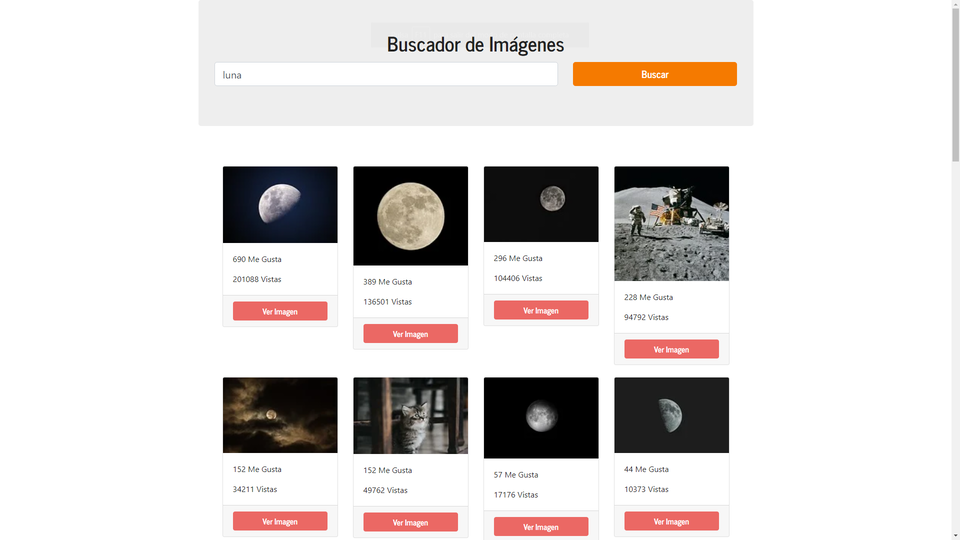 Buscador de Imágenes
luna
Buscar
690 Me Gusta
201088 Vistas
Ver Imagen
389 Me Gusta
136501 Vistas
Ver Imagen
296 Me Gusta
104406 Vistas
Ver Imagen
228 Me Gusta
94792 Vistas
Ver Imagen
152 Me Gusta
34211 Vistas
Ver Imagen
152 Me Gusta
49762 Vistas
Ver Imagen
57 Me Gusta
17176 Vistas
Ver Imagen
44 Me Gusta
10373 Vistas
Ver Imagen